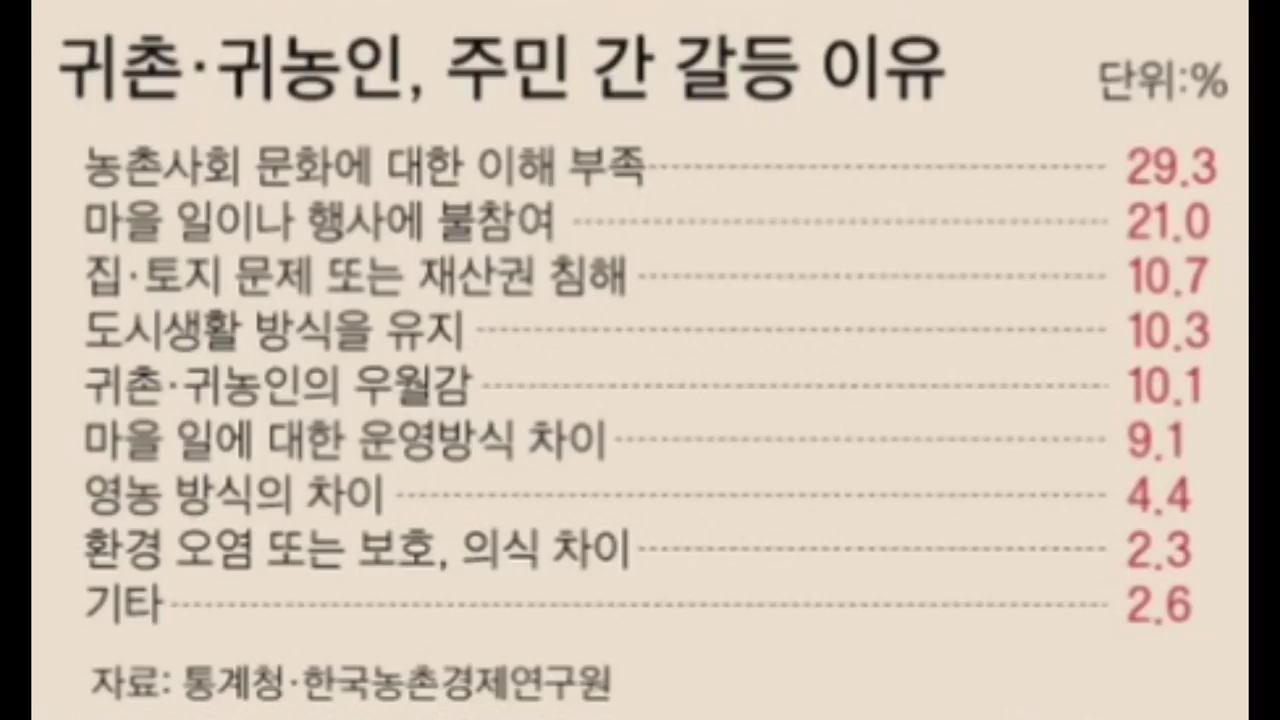 귀촌·귀농인, 주민 간 갈등 이유 단위:%
농촌사회 문화에 대한 이해 부족 29.3
마을 일이나 행사에 불참여 21.0
집·토지 문제 또는 재산권 침해 10.7
도시생활 방식을 유지 10.3
귀촌·귀농인의 우월감 10.1
마을 일에 대한 운영방식 차이 9.1
영농 방식의 차이 4.4
환경 오염 또는 보호, 의식 차이 2.3
기타 2.6
자료: 통계청·한국농촌경제연구원